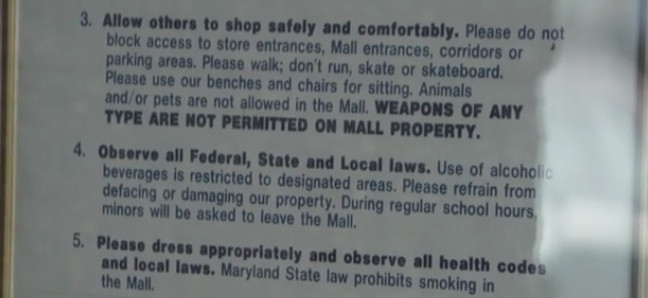 3. Allow others to shop safely and comfortably. Please do not
block access to store entrances, Mall entrances, corridors or
parking areas. Please walk; don't run, skate or skateboard.
Please use our benches and chairs for sitting. Animals
and/or pets are not allowed in the Mall. WEAPONS OF ANY
TYPE ARE NOT PERMITTED ON MALL PROPERTY.
4. Observe all Federal, State and Local laws. Use of alcoholic
beverages is restricted to designated areas. Please refrain from
defacing or damaging our property. During regular school hours,
minors will be asked to leave the Mall.
5. Please dress appropriately and observe all health codes
and local laws. Maryland State law prohibits smoking in
the Mall.